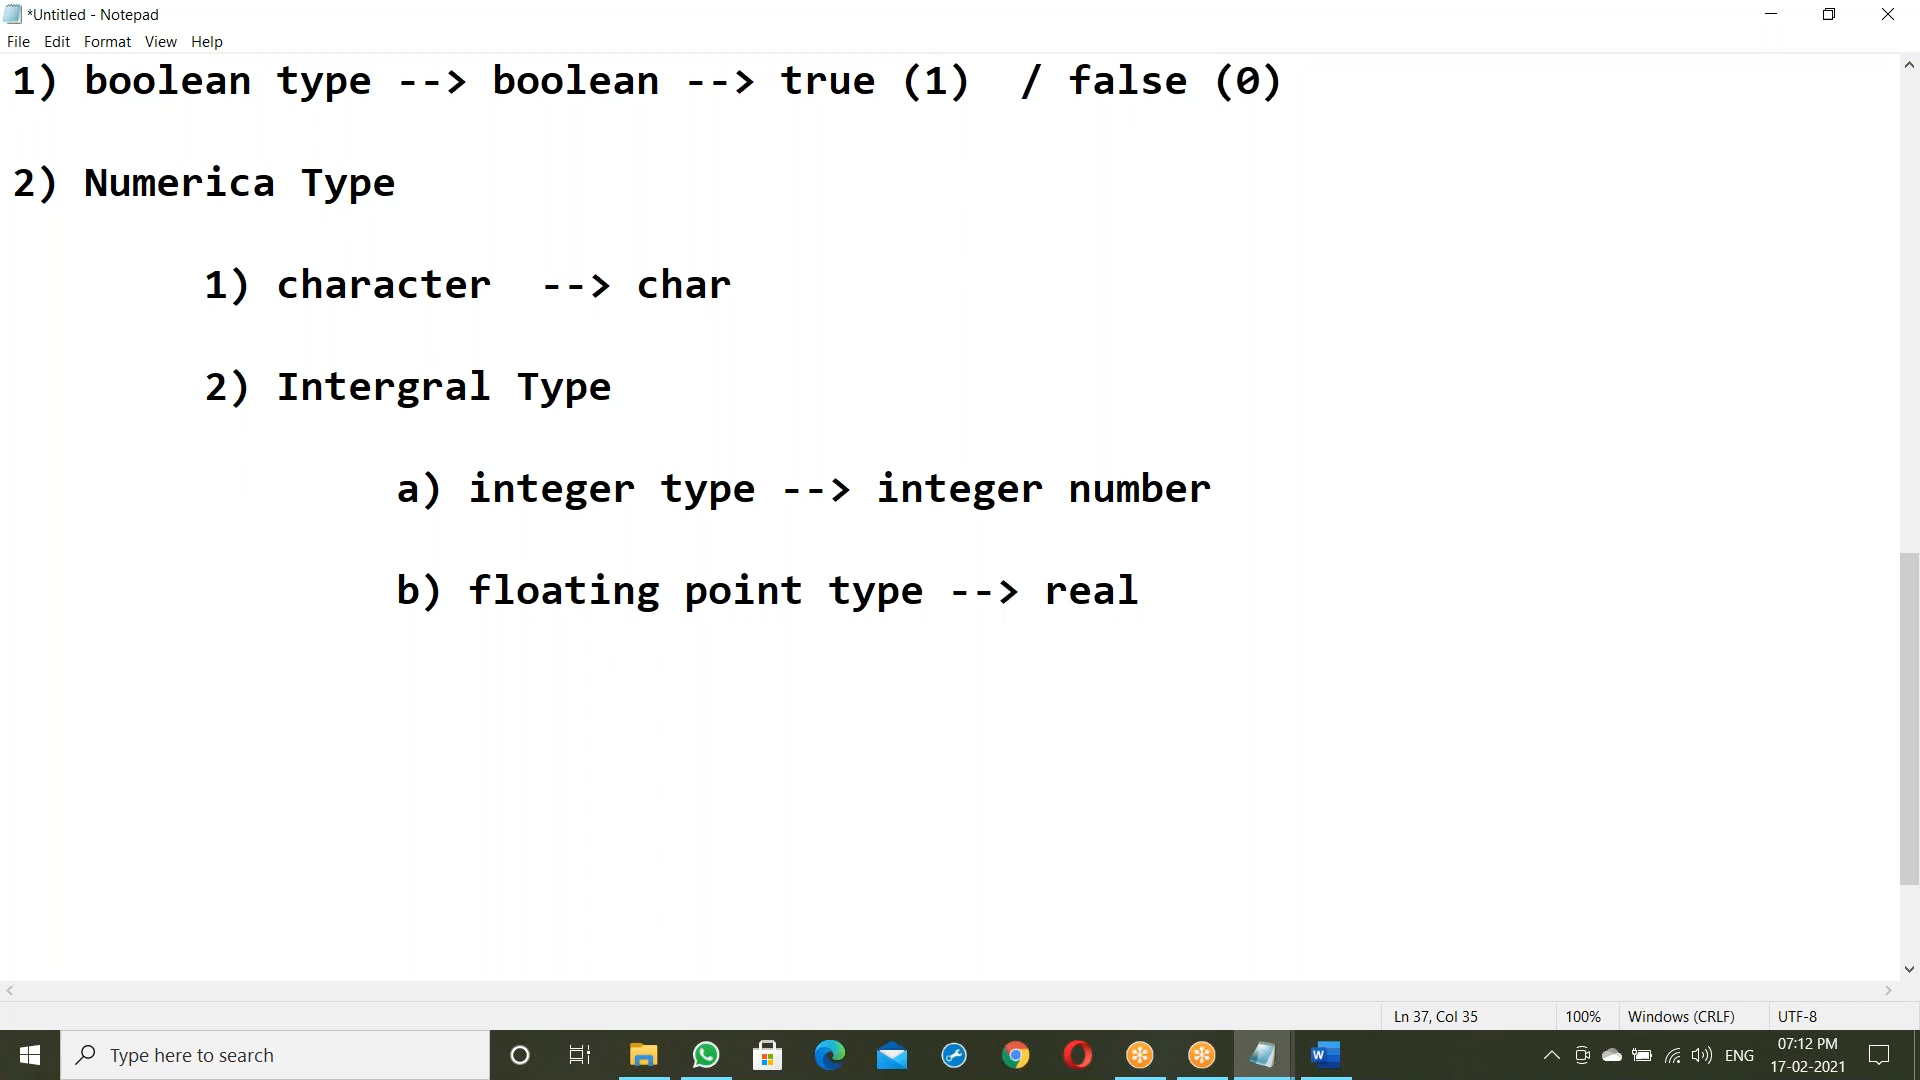 *Untitled - Notepad
File Edit Format View Help
1) boolean type --> boolean --> true (1)  / false (0)
2) Numerica Type
1) character  --> char
2) Intergral Type
a) integer type --> integer number
b) floating point type --> real
Ln 37, Col 35 100% Windows (CRLF) UTF-8
Type here to search ENG 07:12 PM
17-02-2021